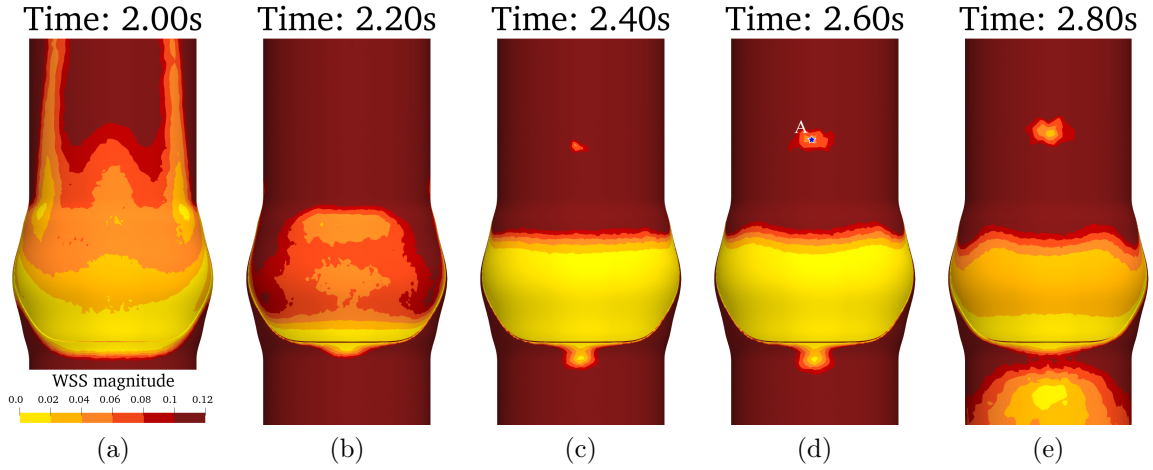 Time: 2.00s Time: 2.20s Time: 2.40s Time: 2.60s Time: 2.80s
A
WSS magnitude
0.0 0.02 0.04 0.06 0.08 0.1 0.12
(a) (b) (c) (d) (e)